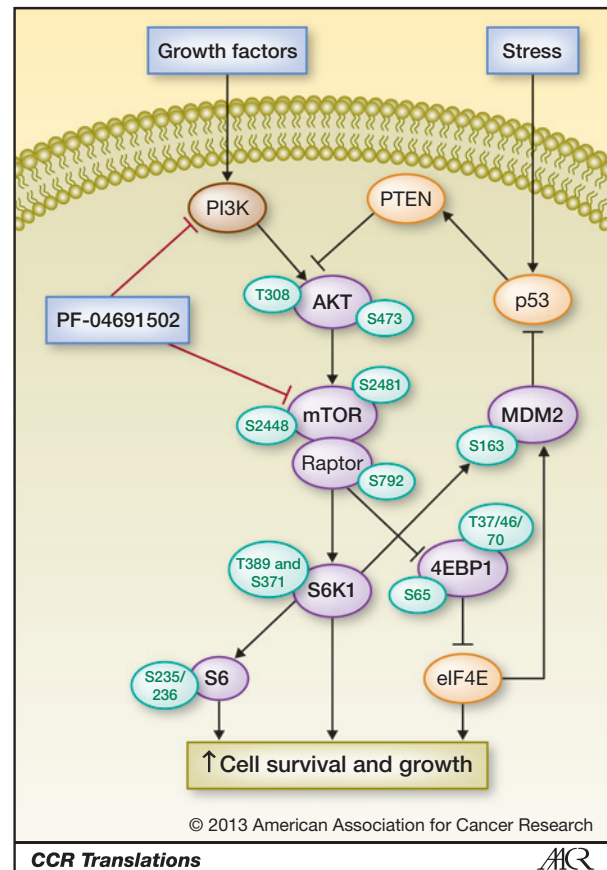 Growth factors
Stress
PI3K
PTEN
T308
AKT
S473
p53
PF-04691502
S2481
mTOR
S2448
MDM2
S163
Raptor
S792
T37/46/
70
T389 and
S371
S6K1
4EBP1
S65
S235/
236
S6
eIF4E
↑Cell survival and growth
© 2013 American Association for Cancer Research
CCR Translations
AACR